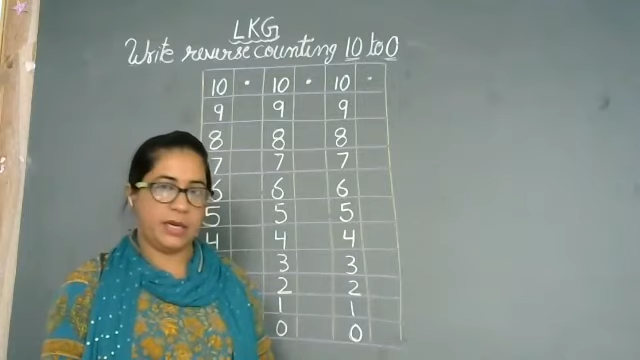 LKG
Write reverse counting 10 to 0
10 • 10 • 10 •
9 9 9
8 8 8
7 7 7
6 6 6
5 5 5
4 4 4
3 3
2 2
1 1
0 0